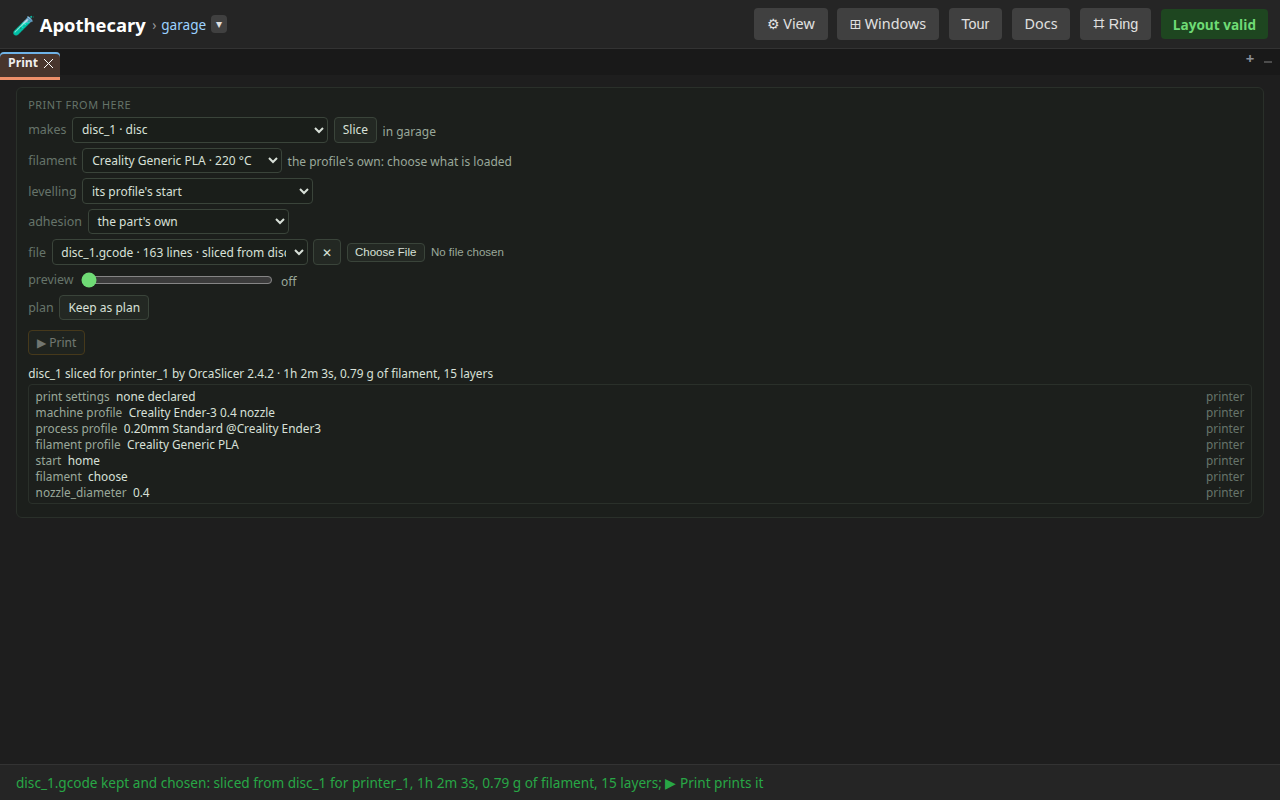 Apothecary › garage ▾
⚙ View
⊞ Windows
Tour
Docs
⌗ Ring
Layout valid
Print ✕
+ –
PRINT FROM HERE
makes disc_1 · disc Slice in garage
filament Creality Generic PLA · 220 °C the profile's own: choose what is loaded
levelling its profile's start
adhesion the part's own
file disc_1.gcode · 163 lines · sliced from disc ✕ Choose File No file chosen
preview off
plan Keep as plan
▶ Print
disc_1 sliced for printer_1 by OrcaSlicer 2.4.2 · 1h 2m 3s, 0.79 g of filament, 15 layers
print settings none declared printer
machine profile Creality Ender-3 0.4 nozzle printer
process profile 0.20mm Standard @Creality Ender3 printer
filament profile Creality Generic PLA printer
start home printer
filament choose printer
nozzle_diameter 0.4 printer
disc_1.gcode kept and chosen: sliced from disc_1 for printer_1, 1h 2m 3s, 0.79 g of filament, 15 layers; ▶ Print prints it